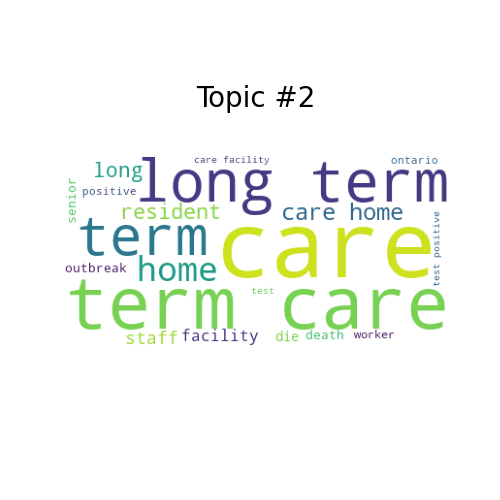 Topic #2
care facility
ontario
long
long term
senior
positive
resident
care home
term
care
test positive
outbreak
home
test
term care
staff
facility
die
death
worker